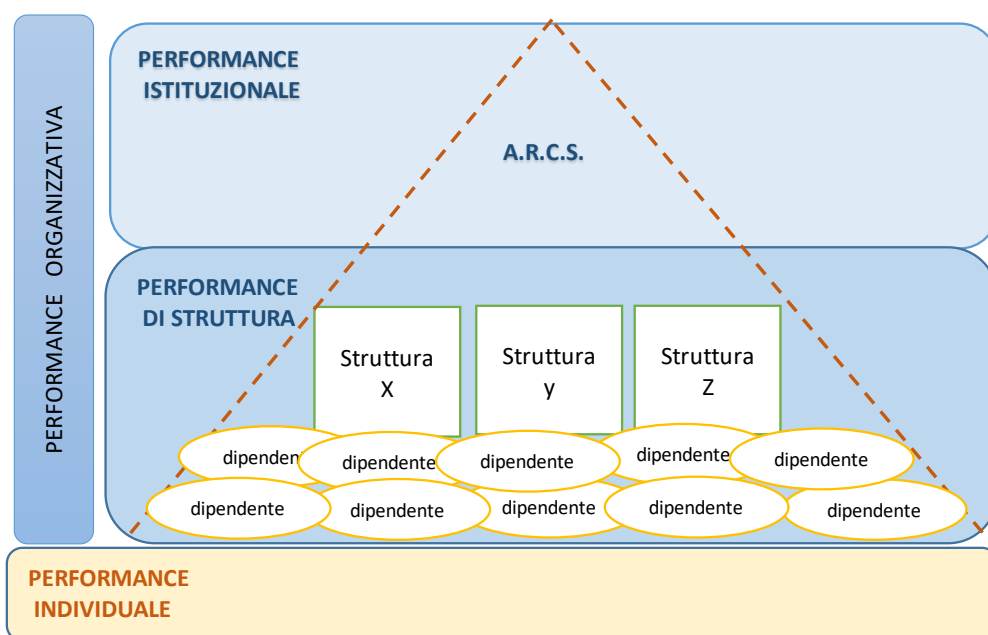 PERFORMANCE ORGANIZZATIVA
PERFORMANCE
ISTITUZIONALE
A.R.C.S.
PERFORMANCE
DI STRUTTURA
Struttura
X
Struttura
y
Struttura
Z
dipendent
dipendente
dipendente
dipendente
dipendente
dipendente
dipendente
dipendente
dipendente
dipendente
PERFORMANCE
INDIVIDUALE